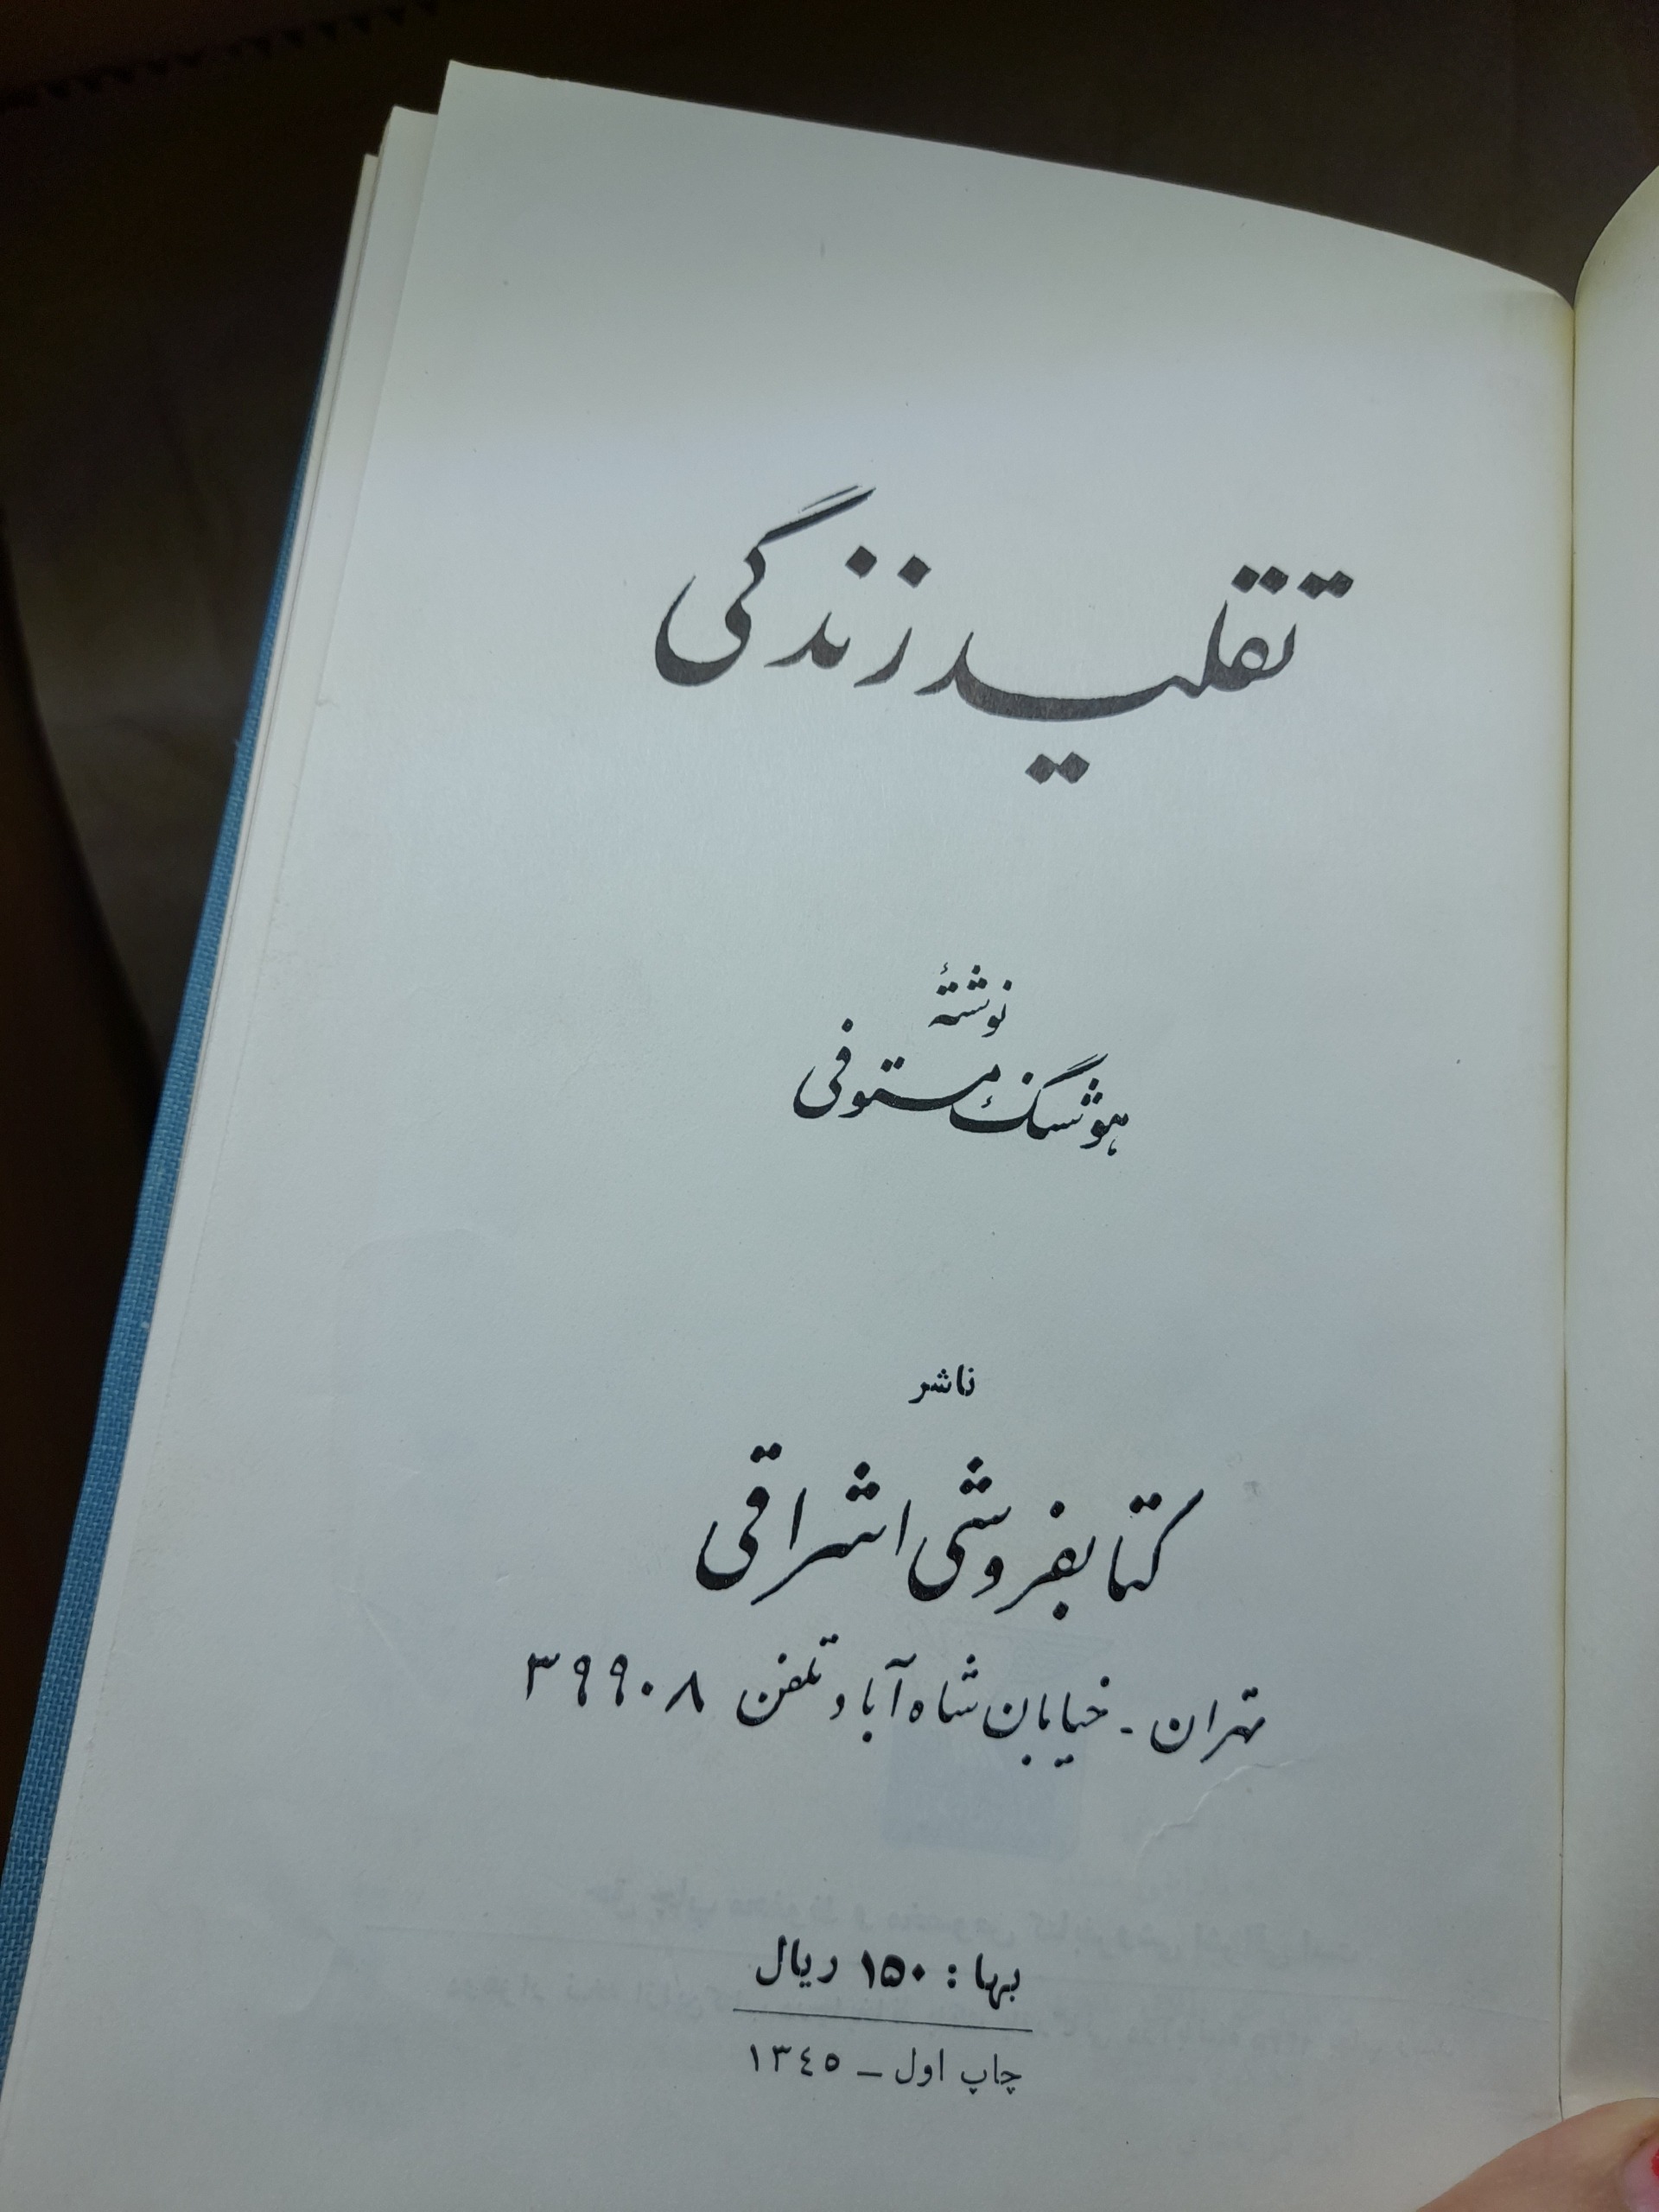 تقلید زندگی
نوشتهٔ
هوشنگ مستوفی
ناشر
کتابفروشی اشراقی
تهران - خیابان شاه آباد تلفن ۳۹۹۰۸
بها : ۱۵۰ ریال
چاپ اول - ۱۳٤٥